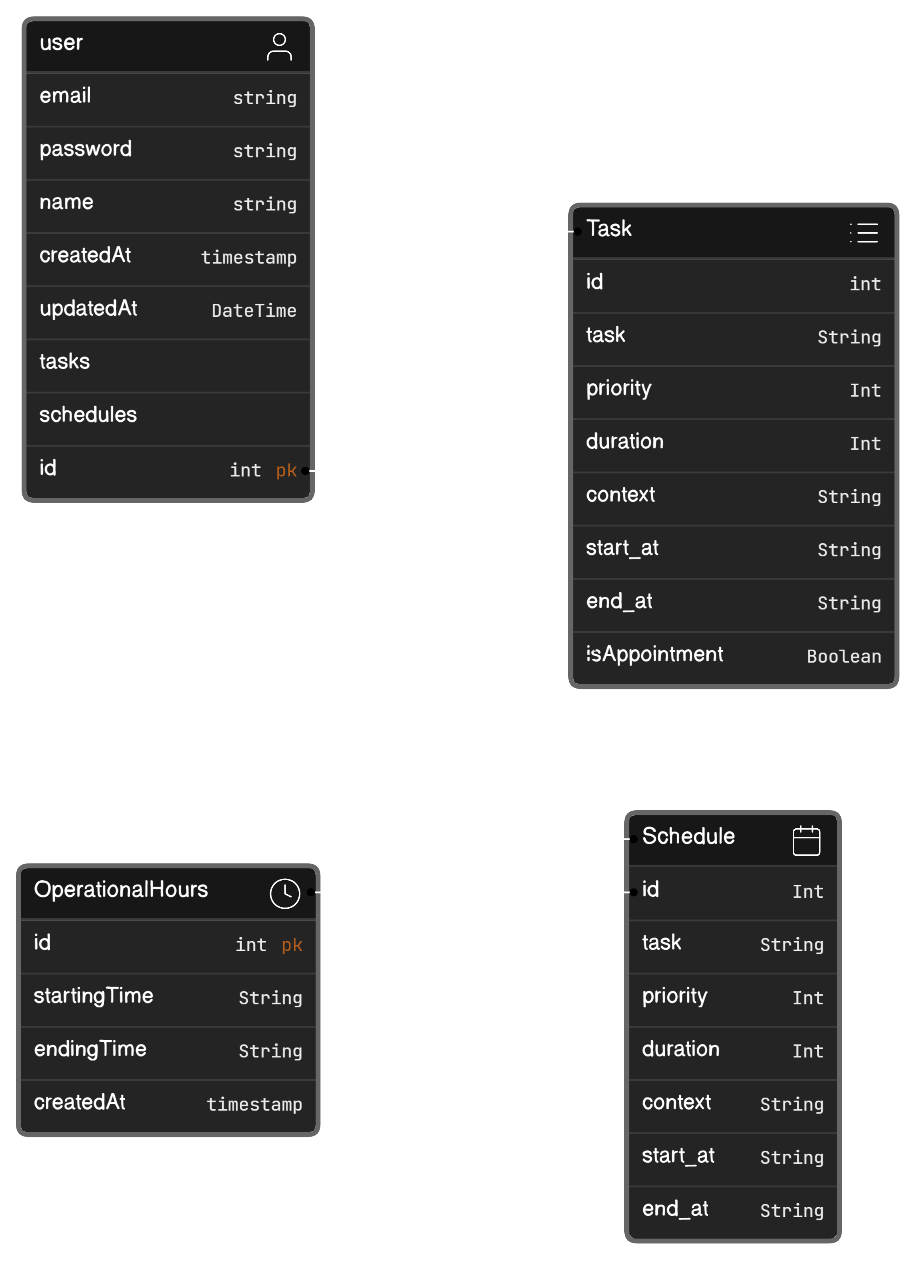 user
email string
password string
name string
createdAt timestamp
updatedAt DateTime
tasks
schedules
id int pk
Task
id int
task String
priority Int
duration Int
context String
start_at String
end_at String
isAppointment Boolean
OperationalHours
id int pk
startingTime String
endingTime String
createdAt timestamp
Schedule
id Int
task String
priority Int
duration Int
context String
start_at String
end_at String